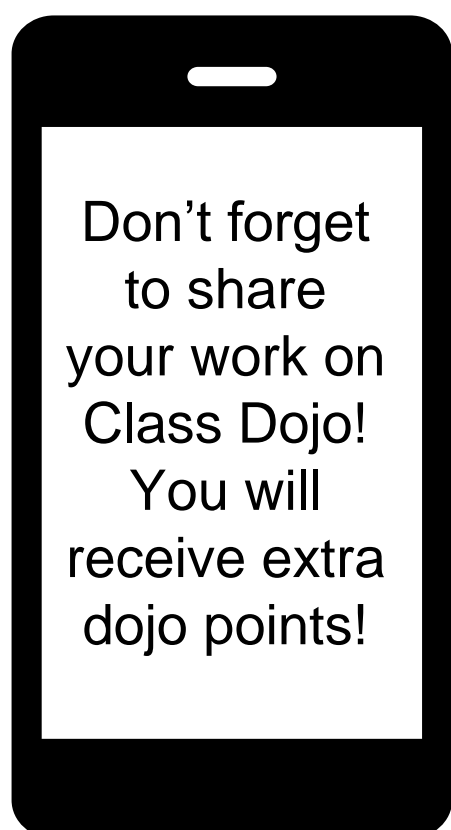 Don’t forget
to share
your work on
Class Dojo!
You will
receive extra
dojo points!